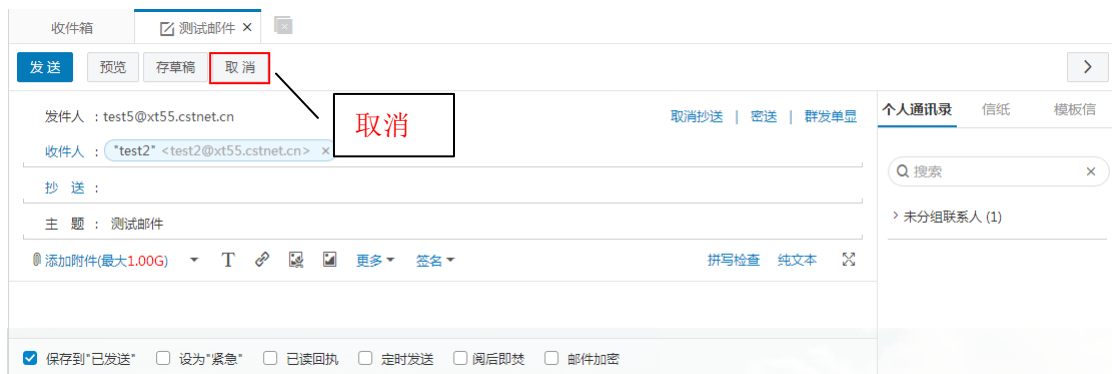 收件箱 测试邮件 ×
发送 预览 存草稿 取消
取消
发件人 : test5@xt55.cstnet.cn 取消抄送 | 密送 | 群发单显
收件人 : "test2" <test2@xt55.cstnet.cn> ×
抄 送 :
主 题 : 测试邮件
添加附件(最大1.00G) T 更多 签名 拼写检查 纯文本
保存到"已发送" 设为"紧急" 已读回执 定时发送 阅后即焚 邮件加密
个人通讯录 信纸 模板信
搜索 ×
未分组联系人 (1)